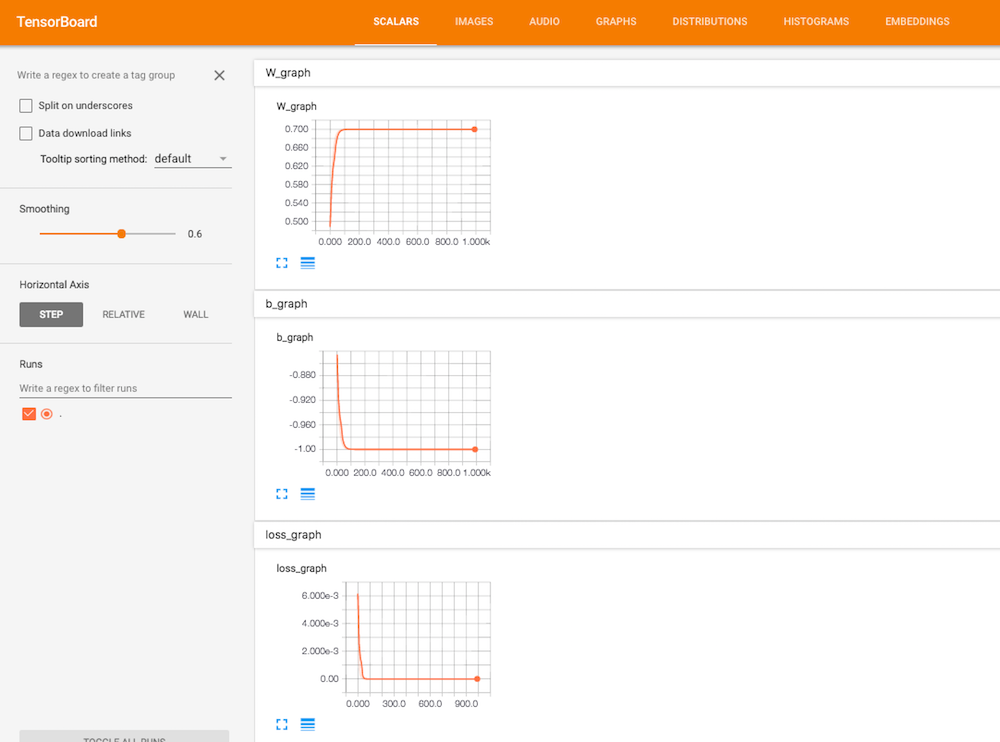 TensorBoard
SCALARS IMAGES AUDIO GRAPHS DISTRIBUTIONS HISTOGRAMS EMBEDDINGS
Write a regex to create a tag group
Split on underscores
Data download links
Tooltip sorting method: default
Smoothing
0.6
Horizontal Axis
STEP RELATIVE WALL
Runs
Write a regex to filter runs
.
TOGGLE ALL RUNS
W_graph
W_graph
0.700
0.660
0.620
0.580
0.540
0.500
0.000 200.0 400.0 600.0 800.0 1.000k
b_graph
b_graph
-0.880
-0.920
-0.960
-1.00
0.000 200.0 400.0 600.0 800.0 1.000k
loss_graph
loss_graph
6.000e-3
4.000e-3
2.000e-3
0.00
0.000 300.0 600.0 900.0